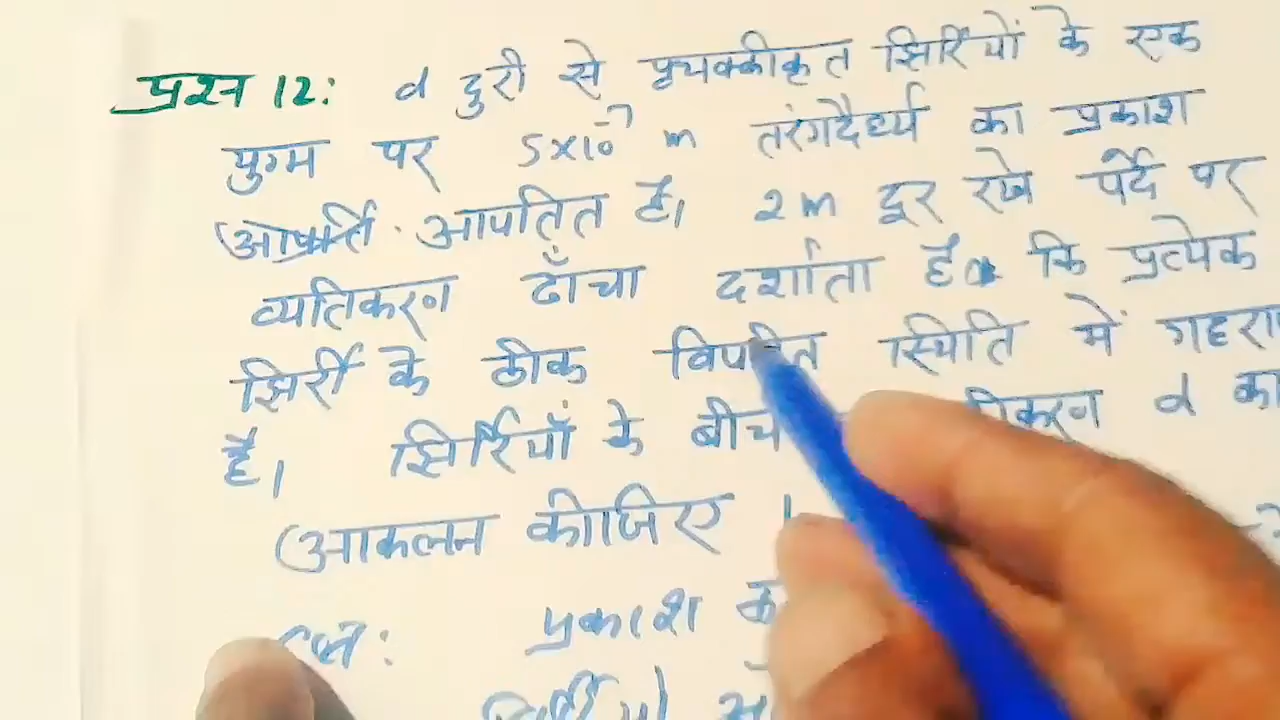 प्रश्न 12: d दुरी से पृथक्कीकृत झिर्रियों के एक
युग्म पर 5×10⁻⁷ m तरंगदैर्ध्य का प्रकाश
आपतित है। 2m दूर रखे पर्दे पर
व्यतिकरण ढाँचा दर्शाता है कि प्रत्येक
झिर्री के ठीक विपरीत स्थिति में गहरा
है। झिर्रियाँ के बीच d का
आकलन कीजिए।
प्रकाश